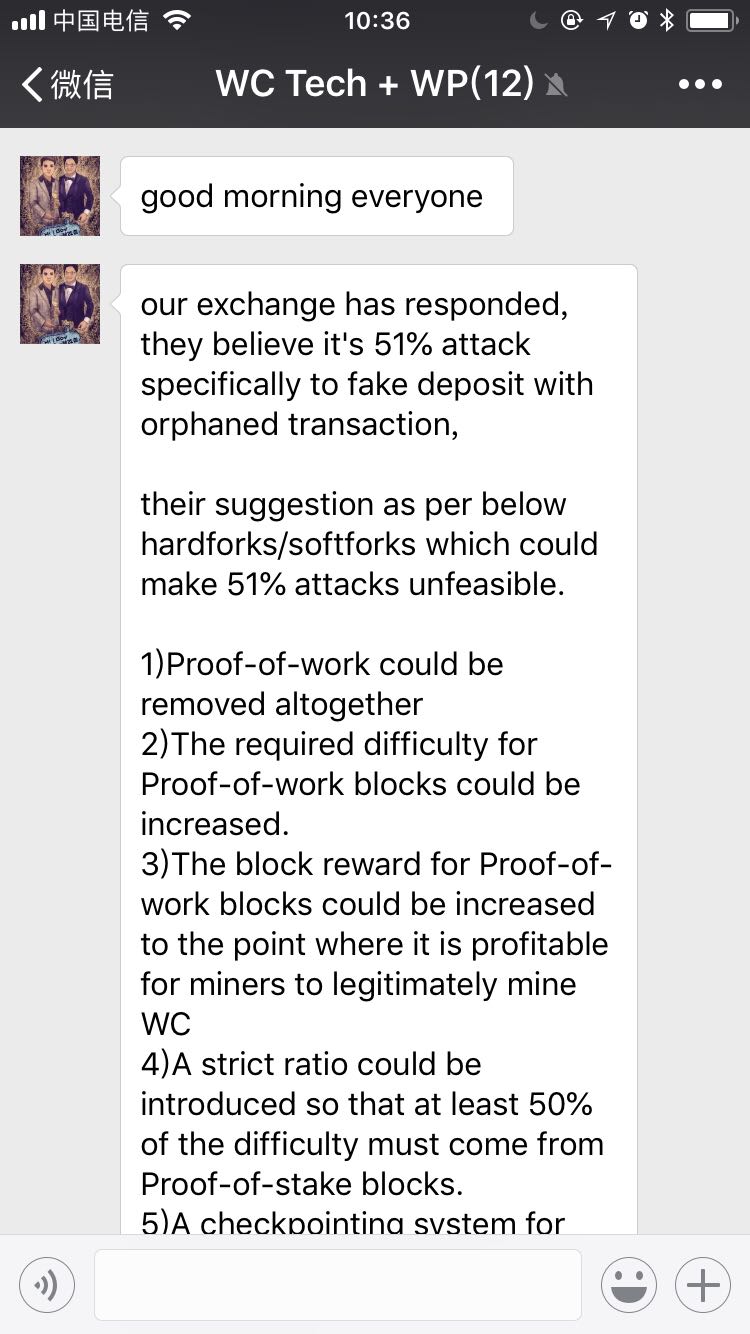 中国电信 10:36
微信 WC Tech + WP(12)
good morning everyone
our exchange has responded,
they believe it's 51% attack
specifically to fake deposit with
orphaned transaction,
their suggestion as per below
hardforks/softforks which could
make 51% attacks unfeasible.
1)Proof-of-work could be
removed altogether
2)The required difficulty for
Proof-of-work blocks could be
increased.
3)The block reward for Proof-of-
work blocks could be increased
to the point where it is profitable
for miners to legitimately mine
WC
4)A strict ratio could be
introduced so that at least 50%
of the difficulty must come from
Proof-of-stake blocks.
5)A checkpointing system for